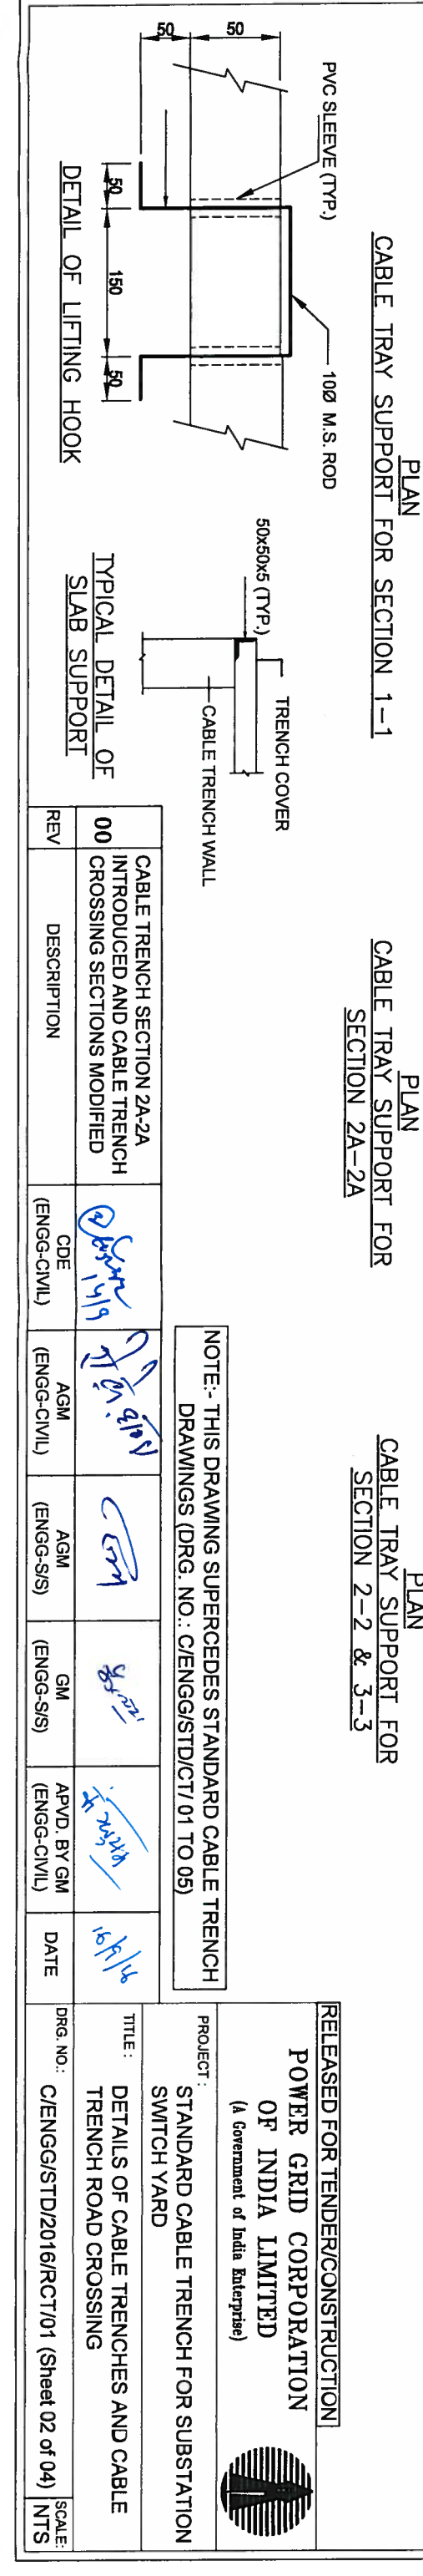 PLAN
CABLE TRAY SUPPORT FOR SECTION 1-1
PLAN
CABLE TRAY SUPPORT FOR
SECTION 2A-2A
PLAN
CABLE TRAY SUPPORT FOR
SECTION 2-2 & 3-3
PVC SLEEVE (TYP.)
10Ø M.S. ROD
50
50
50
150
50
DETAIL OF LIFTING HOOK
50x50x5 (TYP.)
TRENCH COVER
CABLE TRENCH WALL
TYPICAL DETAIL OF
SLAB SUPPORT
NOTE:- THIS DRAWING SUPERCEDES STANDARD CABLE TRENCH
DRAWINGS (DRG. NO.: C/ENGG/STD/CT/ 01 TO 05)
00
CABLE TRENCH SECTION 2A-2A
INTRODUCED AND CABLE TRENCH
CROSSING SECTIONS MODIFIED
14/9
16/9/16
REV
DESCRIPTION
CDE
(ENGG-CIVIL)
AGM
(ENGG-CIVIL)
AGM
(ENGG-S/S)
GM
(ENGG-S/S)
APVD. BY GM
(ENGG-CIVIL)
DATE
RELEASED FOR TENDER/CONSTRUCTION
POWER GRID CORPORATION
OF INDIA LIMITED
(A Government of India Enterprise)
PROJECT :
STANDARD CABLE TRENCH FOR SUBSTATION
SWITCH YARD
TITLE :
DETAILS OF CABLE TRENCHES AND CABLE
TRENCH ROAD CROSSING
DRG. NO.:
C/ENGG/STD/2016/RCT/01 (Sheet 02 of 04)
SCALE:
NTS